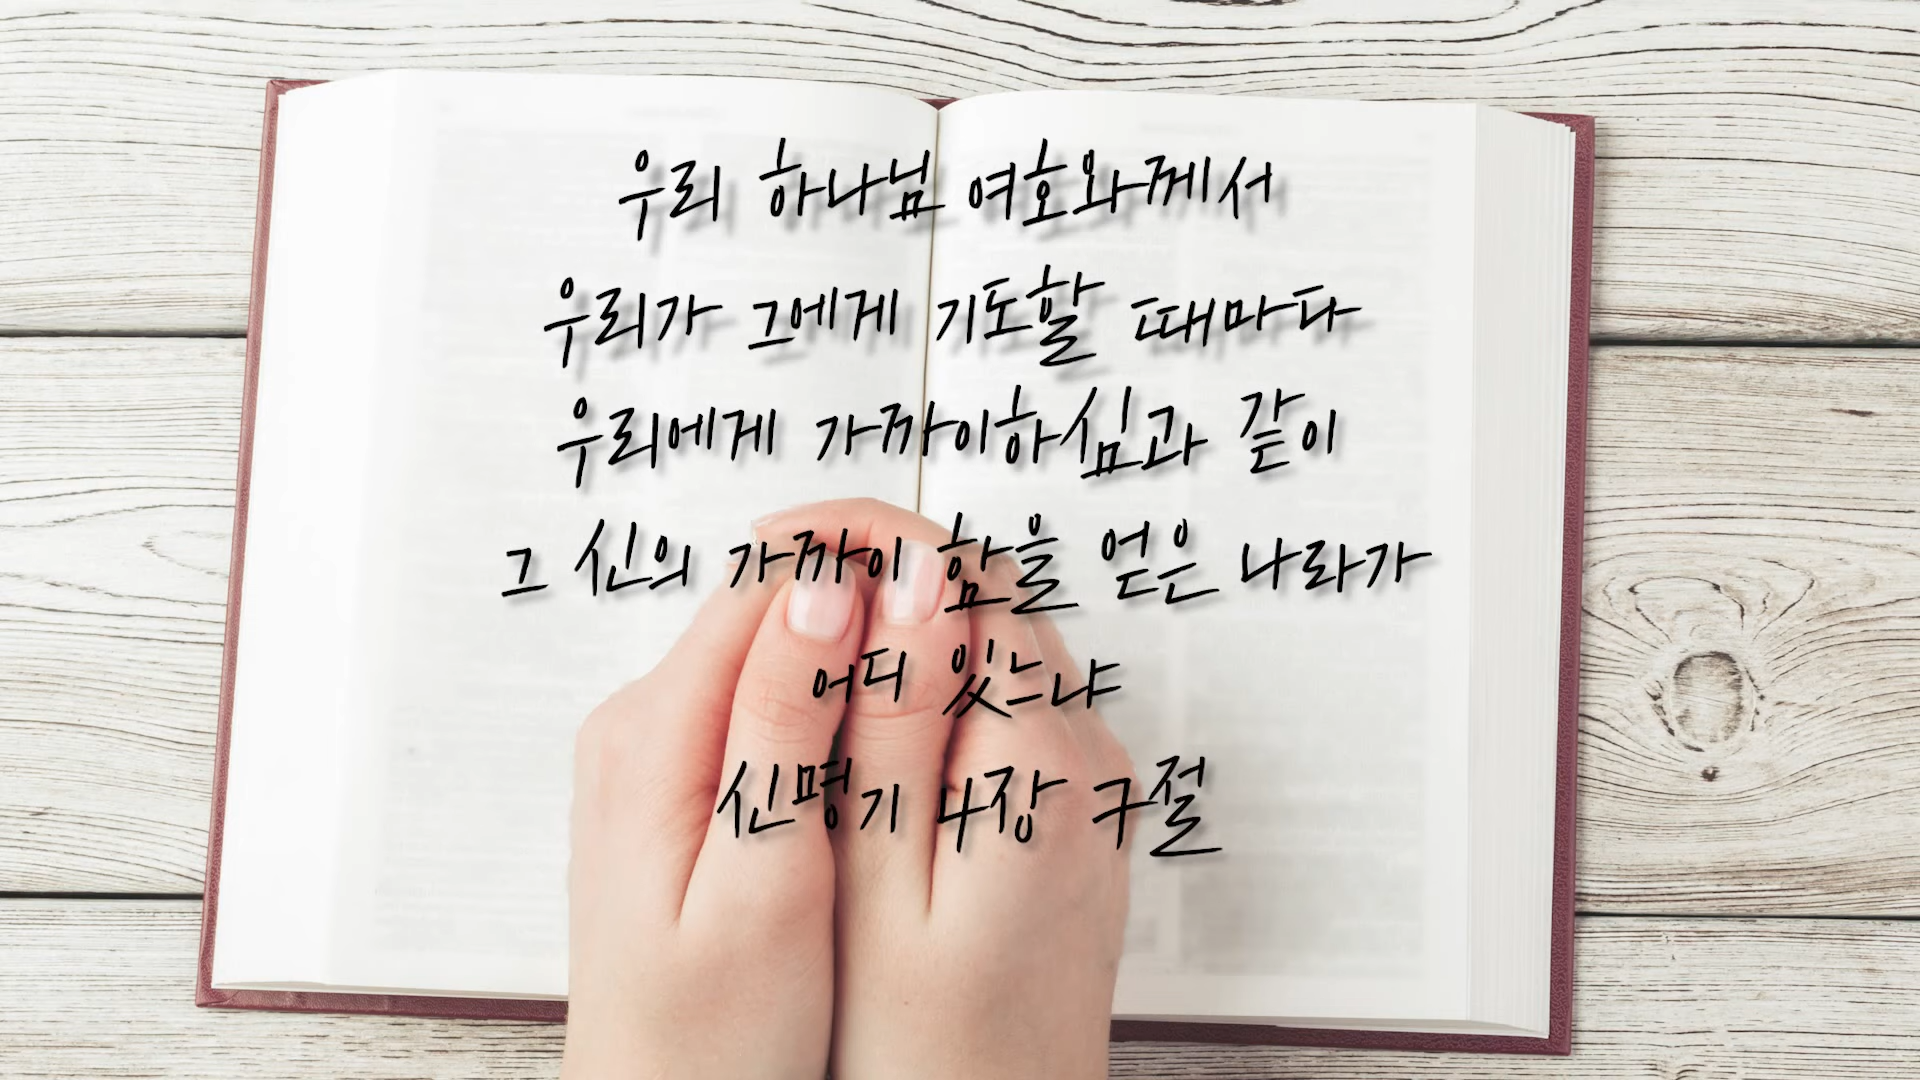 우리 하나님 여호와께서
우리가 그에게 기도할 때마다
우리에게 가까이하심과 같이
그 신의 가까이 함을 얻은 나라가
어디 있느냐
신명기 4장 7절